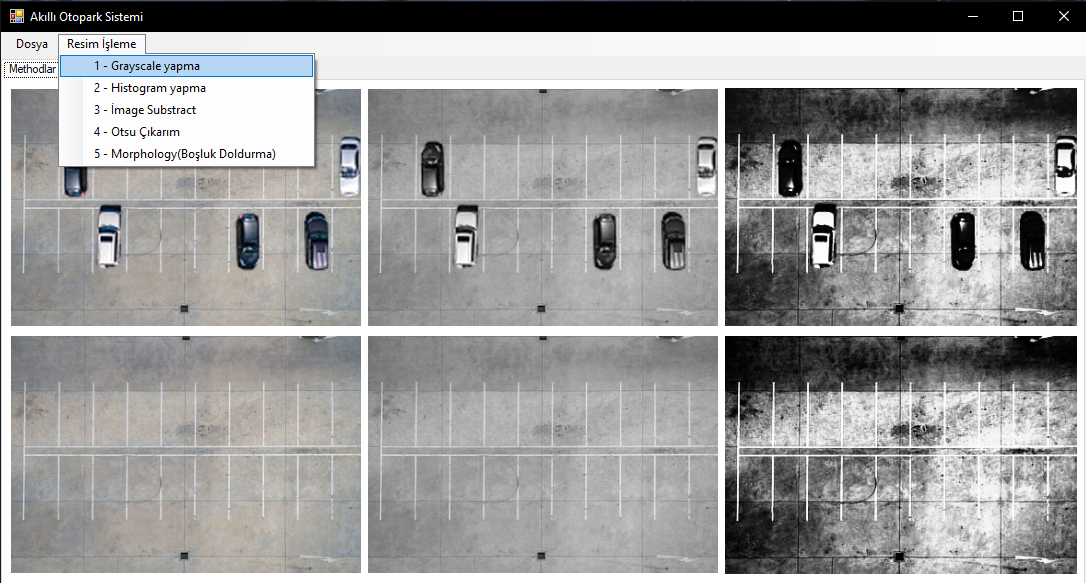 Akıllı Otopark Sistemi
Dosya Resim İşleme
Methodlar
1 - Grayscale yapma
2 - Histogram yapma
3 - İmage Substract
4 - Otsu Çıkarım
5 - Morphology(Boşluk Doldurma)